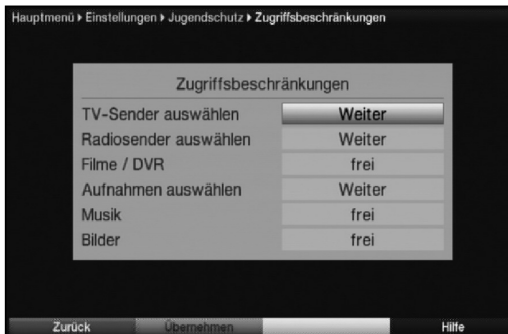 Hauptmenü ▸ Einstellungen ▸ Jugendschutz ▸ Zugriffsbeschränkungen
Zugriffsbeschränkungen
TV-Sender auswählen Weiter
Radiosender auswählen Weiter
Filme / DVR frei
Aufnahmen auswählen Weiter
Musik frei
Bilder frei
Zurück Übernehmen Hilfe